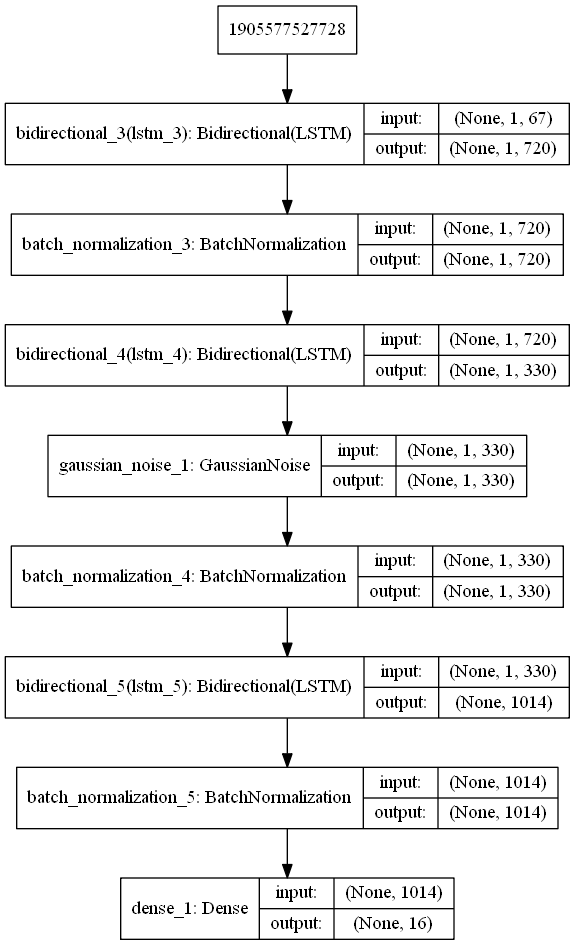 1905577527728
bidirectional_3(lstm_3): Bidirectional(LSTM)
input: (None, 1, 67)
output: (None, 1, 720)
batch_normalization_3: BatchNormalization
input: (None, 1, 720)
output: (None, 1, 720)
bidirectional_4(lstm_4): Bidirectional(LSTM)
input: (None, 1, 720)
output: (None, 1, 330)
gaussian_noise_1: GaussianNoise
input: (None, 1, 330)
output: (None, 1, 330)
batch_normalization_4: BatchNormalization
input: (None, 1, 330)
output: (None, 1, 330)
bidirectional_5(lstm_5): Bidirectional(LSTM)
input: (None, 1, 330)
output: (None, 1014)
batch_normalization_5: BatchNormalization
input: (None, 1014)
output: (None, 1014)
dense_1: Dense
input: (None, 1014)
output: (None, 16)